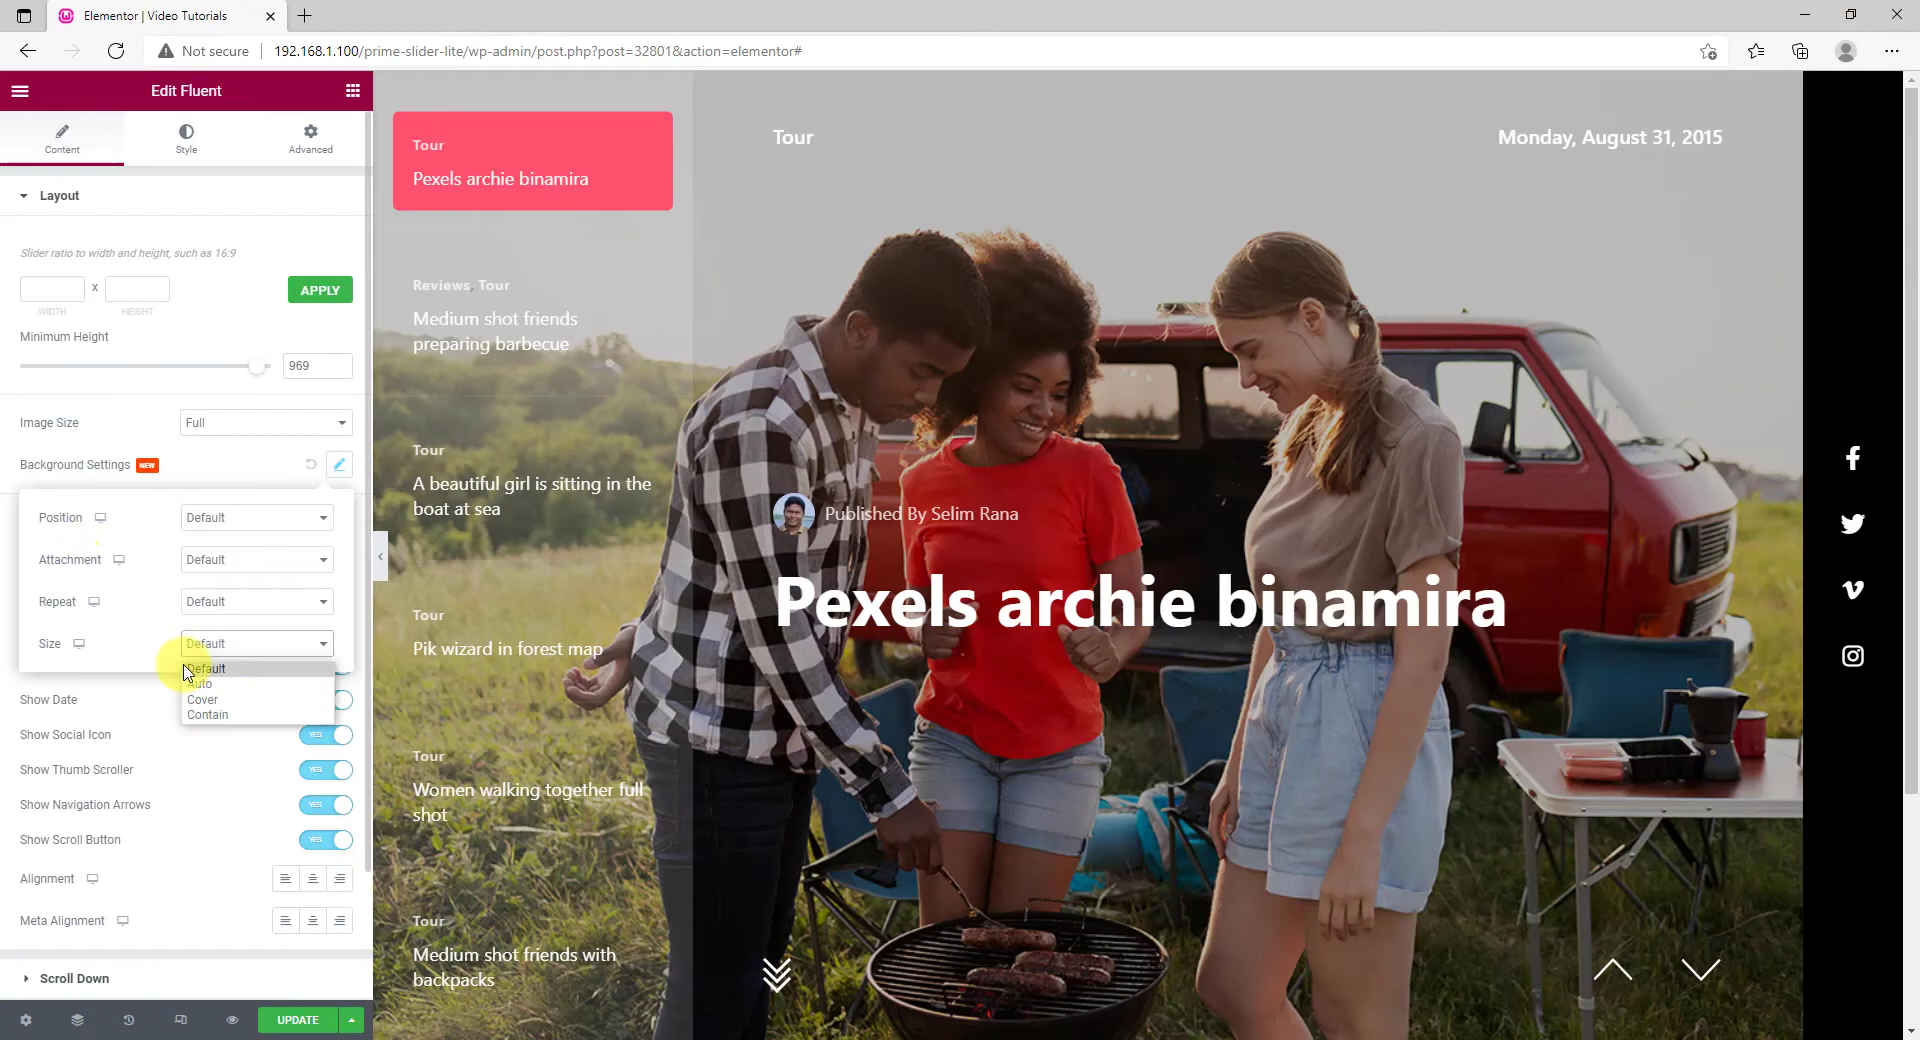 Elementor | Video Tutorials
Not secure
192.168.1.100/prime-slider-lite/wp-admin/post.php?post=32801&action=elementor#
Edit Fluent
Content
Style
Advanced
Layout
Slider ratio to width and height, such as 16:9
x
APPLY
WIDTH
HEIGHT
Minimum Height
969
Image Size
Full
Background Settings
NEW
Position
Default
Attachment
Default
Repeat
Default
Size
Default
Default
Auto
Cover
Contain
Show Date
Show Social Icon
YES
Show Thumb Scroller
YES
Show Navigation Arrows
YES
Show Scroll Button
YES
Alignment
Meta Alignment
Scroll Down
UPDATE
Tour
Pexels archie binamira
Reviews, Tour
Medium shot friends
preparing barbecue
Tour
A beautiful girl is sitting in the
boat at sea
Tour
Pik wizard in forest map
Tour
Women walking together full
shot
Tour
Medium shot friends with
backpacks
Tour
Monday, August 31, 2015
Published By Selim Rana
Pexels archie binamira